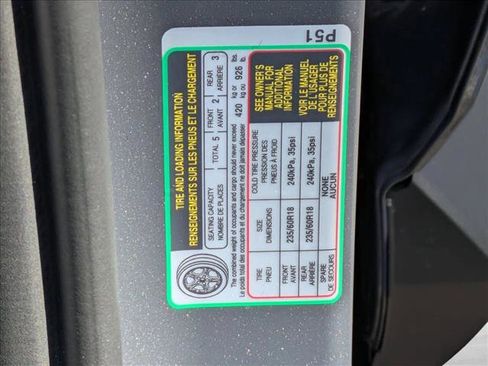 P51
TIRE AND LOADING INFORMATION
RENSEIGNEMENTS SUR LES PNEUS ET LE CHARGEMENT
SEATING CAPACITY TOTAL 5 FRONT 2 REAR 3
NOMBRE DE PLACES AVANT ARRIÈRE
The combined weight of occupants and cargo should never exceed 420 kg or 926 lbs.
Le poids total des occupants et du chargement ne doit jamais dépasser kg ou lb.
TIRE SIZE COLD TIRE PRESSURE
PNEU DIMENSIONS PRESSION DES PNEUS À FROID
FRONT 235/60R18 240kPa, 35psi
AVANT
REAR 235/60R18 240kPa, 35psi
ARRIÈRE
SPARE NONE
DE SECOURS AUCUN
SEE OWNER'S
MANUAL FOR
ADDITIONAL
INFORMATION
VOIR LE MANUEL
DE L'USAGER
POUR PLUS DE
RENSEIGNEMENTS